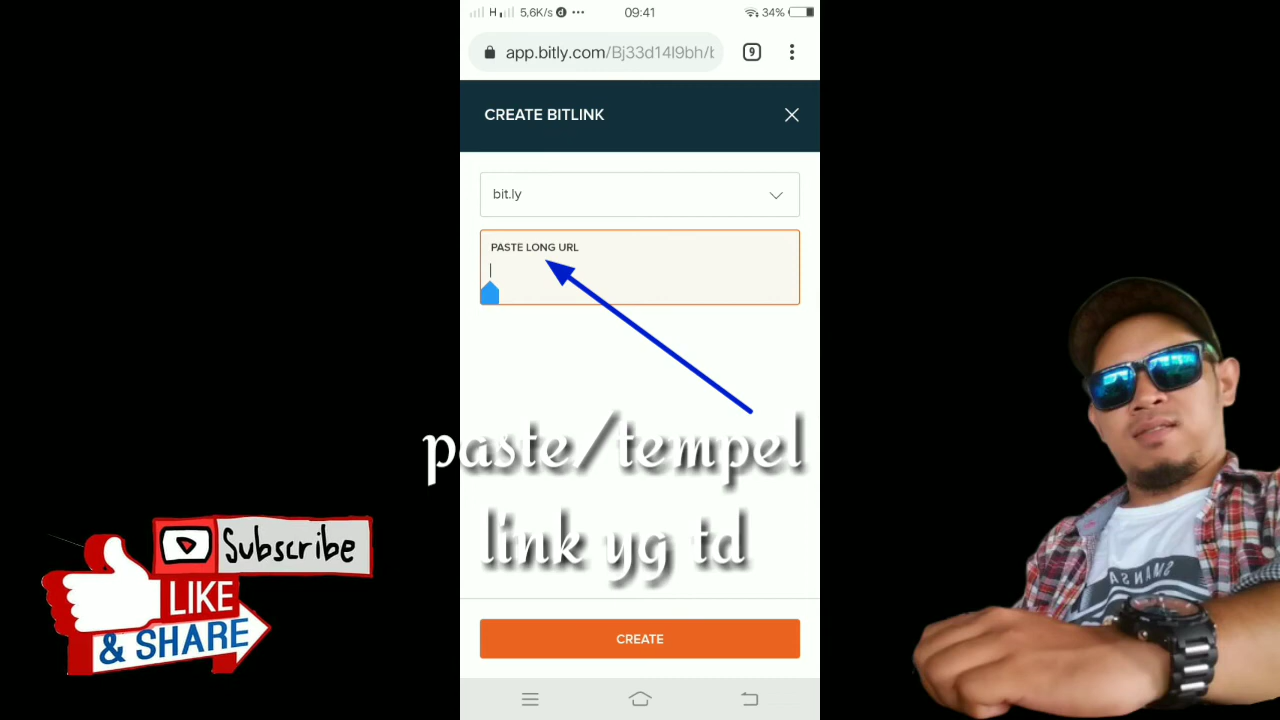 H 5,6K/s d ••• 09:41 34%
app.bitly.com/Bj33d14l9bh/b 9
CREATE BITLINK
bit.ly
PASTE LONG URL
paste/tempel
link yg td
Subscribe
LIKE
& SHARE
SMANSA
CREATE